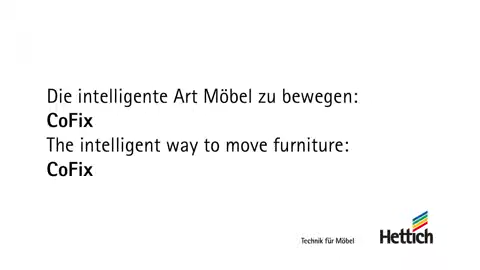 Die intelligente Art Möbel zu bewegen:
CoFix
The intelligent way to move furniture:
CoFix
Technik für Möbel
Hettich